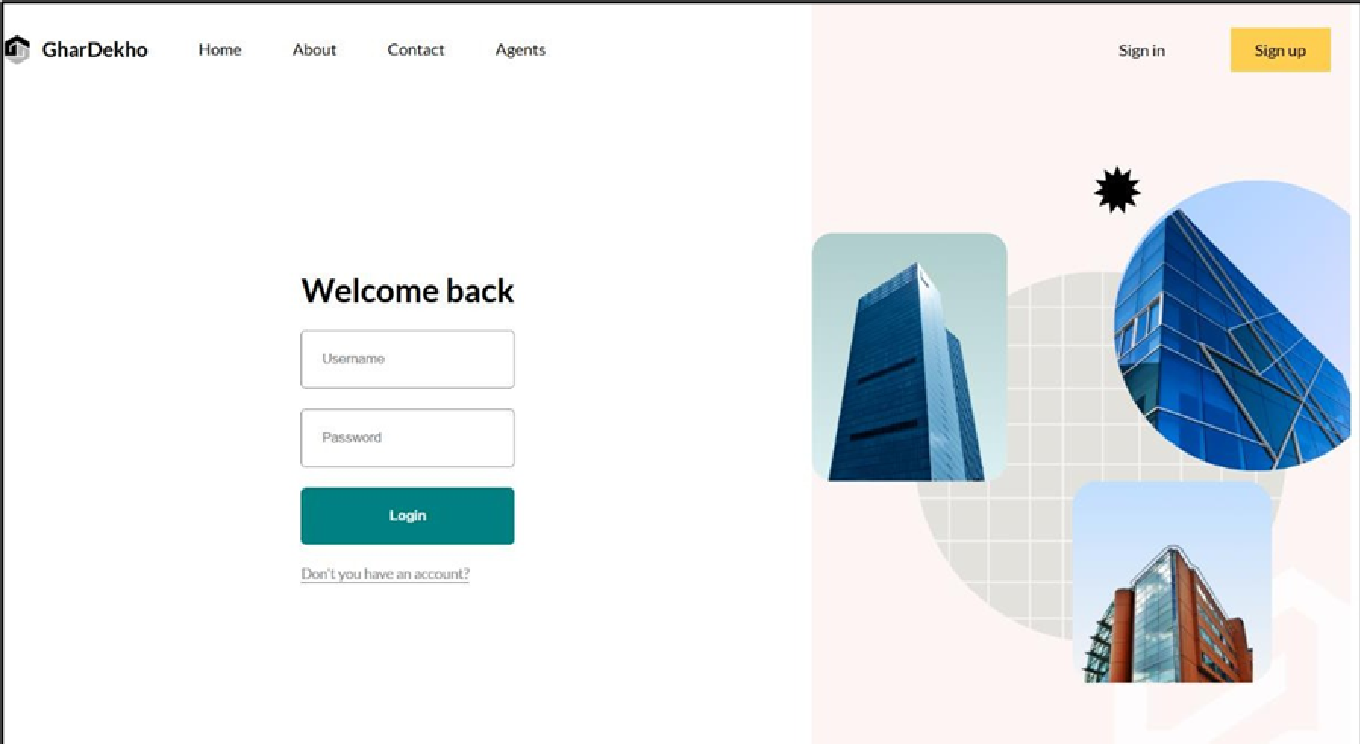 GharDekho Home About Contact Agents Sign in Sign up
Welcome back
Username
Password
Login
Don't you have an account?